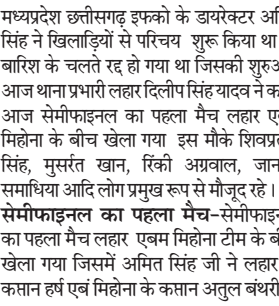 मध्यप्रदेश छत्तीसगढ़ इफको के डायरेक्टर
सिंह ने खिलाड़ियों से परिचय शुरू किया था
बारिश के चलते रद्द हो गया था जिसकी
आज थाना प्रभारी लहार दिलीप सिंह यादव ने
आज सेमीफाइनल का पहला मैच लहार
मिहोना के बीच खेला गया इस मौके
सिंह, मुसर्रत खान, रिंकी अग्रवाल,
समाधिया आदि लोग प्रमुख रूप से मौजूद रहे ।
सेमीफाइनल का पहला मैच-
का पहला मैच लहार एबम मिहोना टीम के
खेला गया जिसमें अमित सिंह जी ने लहार
कप्तान हर्ष एबं मिहोना के कप्तान अतुल